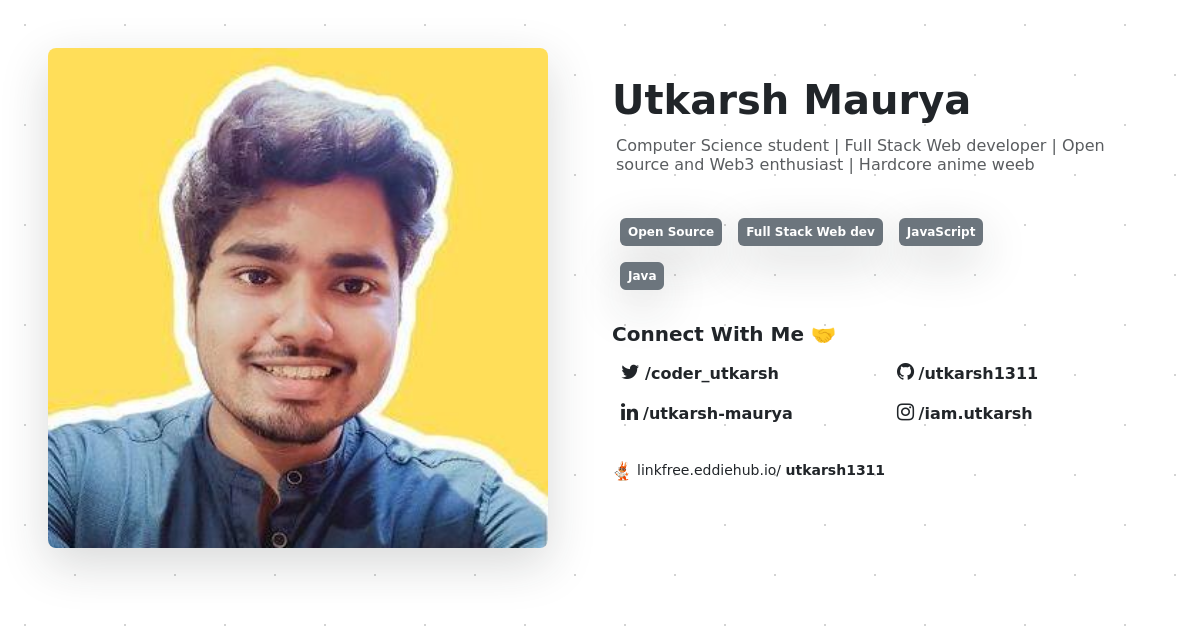 Utkarsh Maurya
Computer Science student | Full Stack Web developer | Open
source and Web3 enthusiast | Hardcore anime weeb
Open Source Full Stack Web dev JavaScript
Java
Connect With Me 🤝
/coder_utkarsh /utkarsh1311
/utkarsh-maurya /iam.utkarsh
linkfree.eddiehub.io/ utkarsh1311